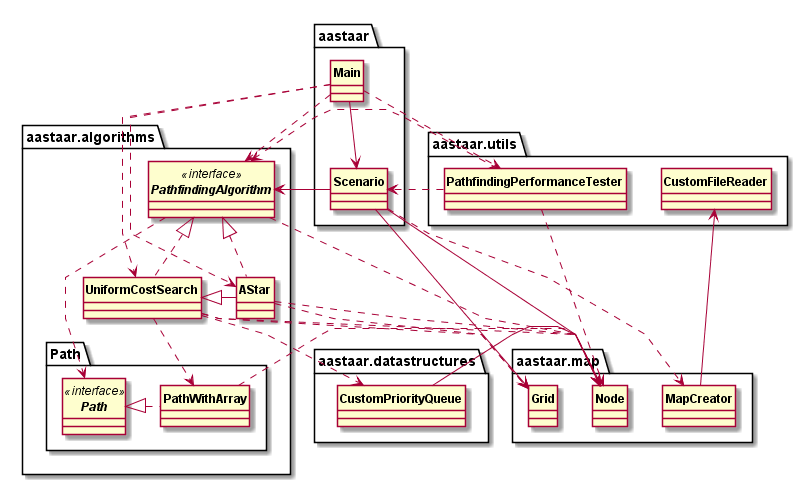 aastaar
Main
aastaar.algorithms
aastaar.utils
«interface»
PathfindingAlgorithm
Scenario
PathfindingPerformanceTester
CustomFileReader
UniformCostSearch
AStar
Path
aastaar.datastructures
aastaar.map
«interface»
Path
PathWithArray
CustomPriorityQueue
Grid
Node
MapCreator